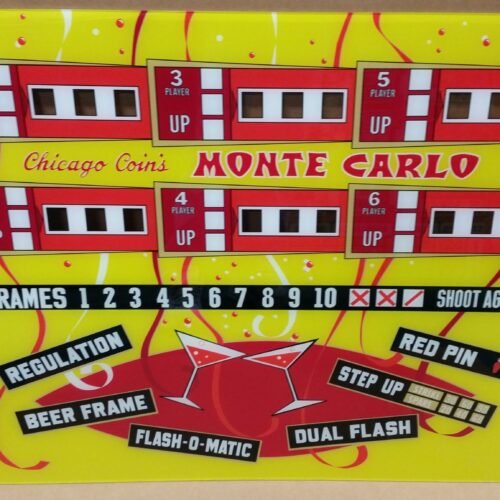 3 PLAYER UP
5 PLAYER UP
Chicago Coin's MONTE CARLO
4 PLAYER UP
6 PLAYER UP
RAMES 1 2 3 4 5 6 7 8 9 10 SHOOT AG
REGULATION
RED PIN
STEP UP
STRIKE
SPARE
BEER FRAME
FLASH-O-MATIC
DUAL FLASH